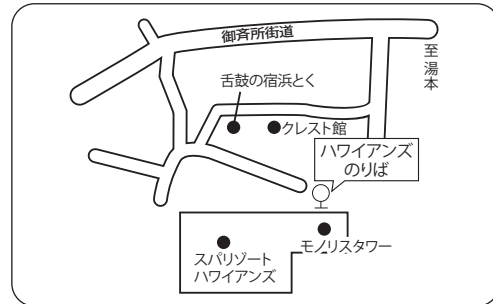 御斉所街道
至湯本
舌鼓の宿浜とく
クレスト館
ハワイアンズ
のりば
モノリスタワー
スパリゾート
ハワイアンズ